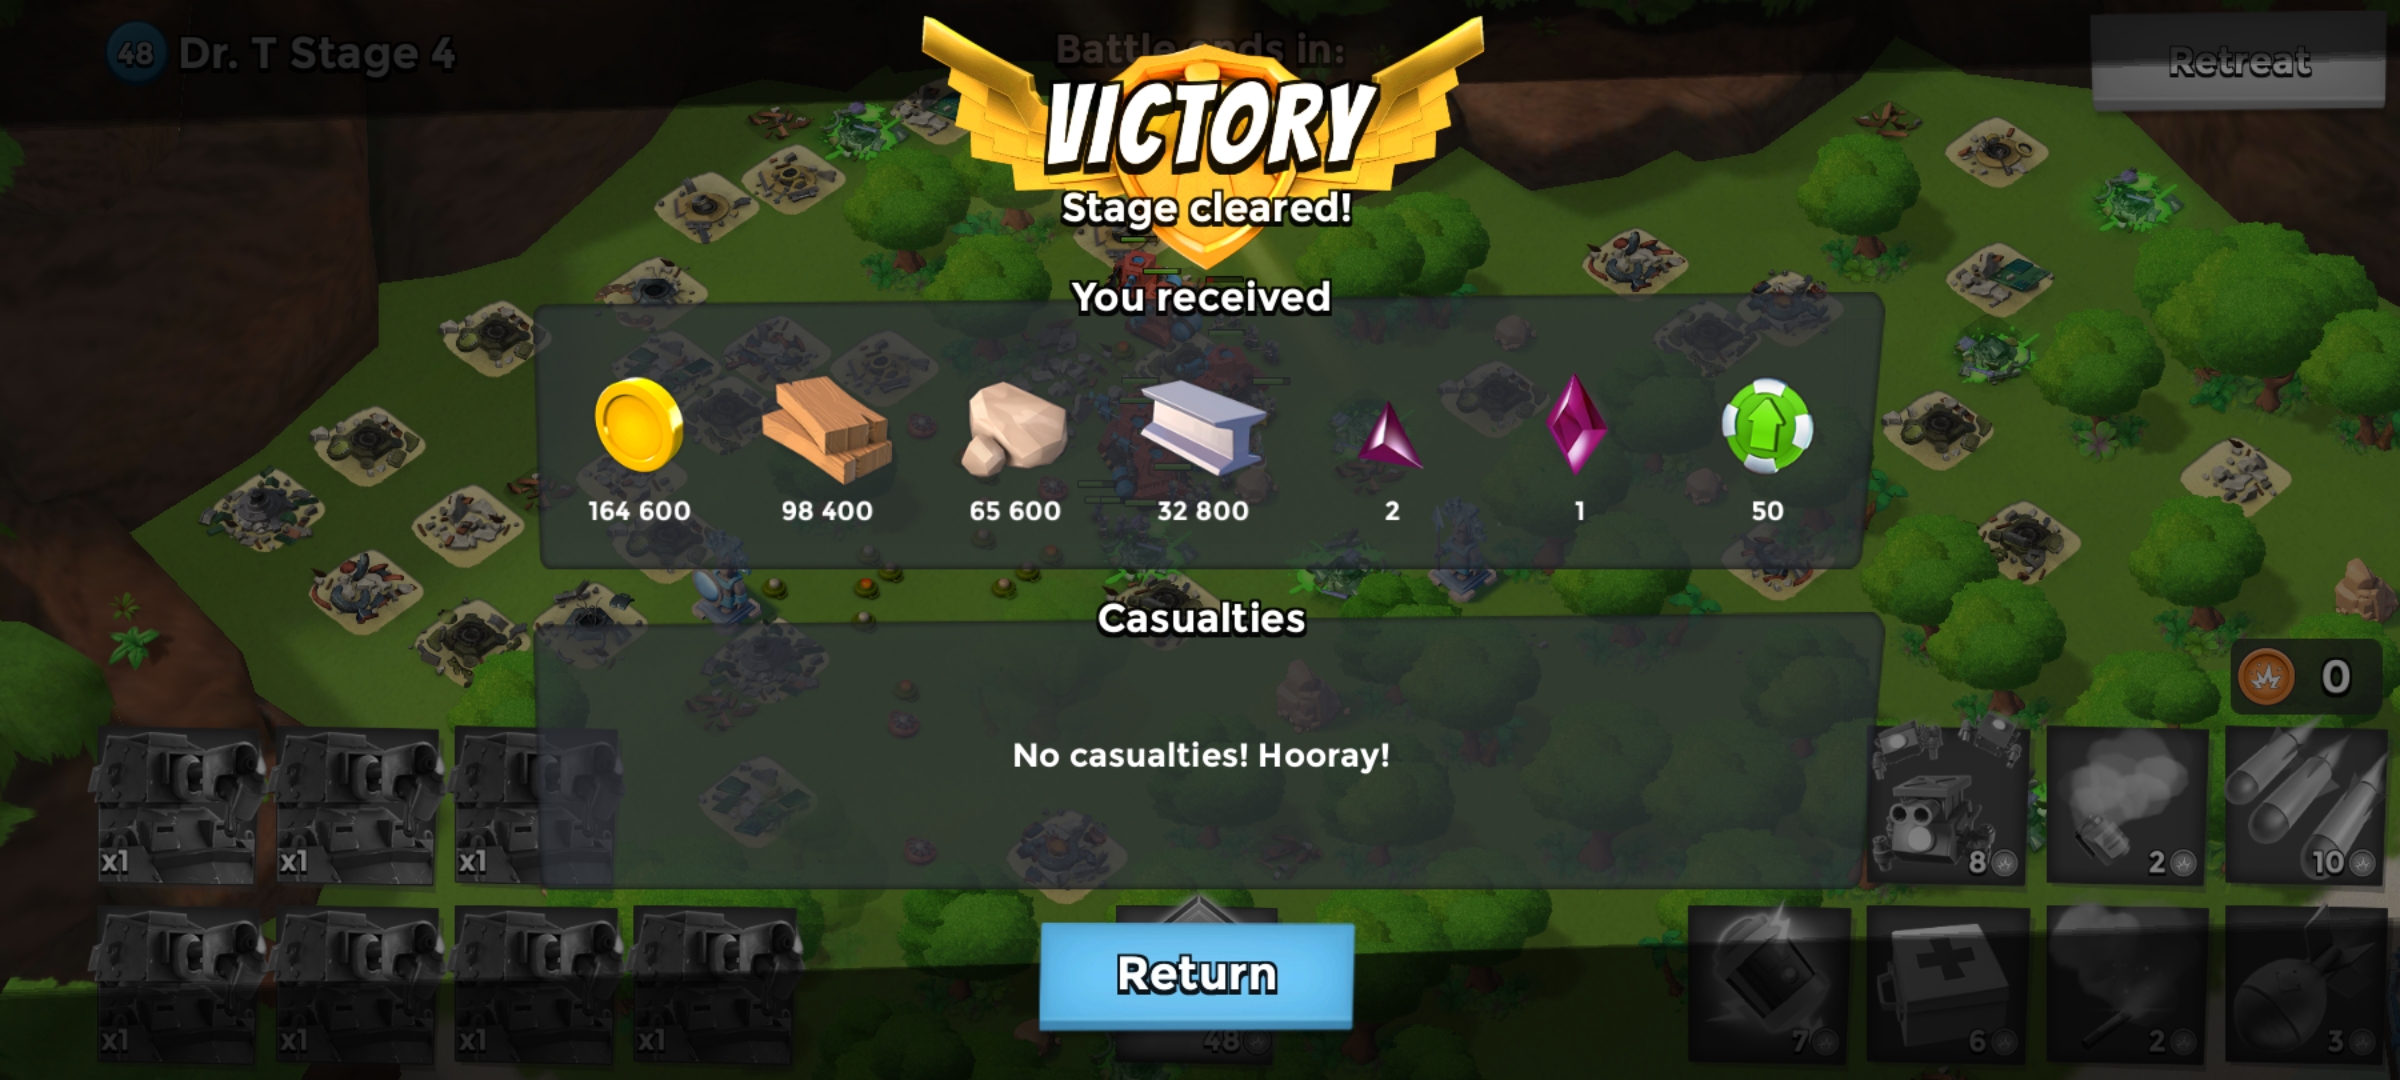 48 Dr. T Stage 4
Battle ends in:
Retreat
VICTORY
Stage cleared!
You received
164 600
98 400
65 600
32 800
2
1
50
Casualties
No casualties! Hooray!
0
x1
x1
x1
8
2
10
x1
x1
x1
x1
Return
48
7
6
2
3